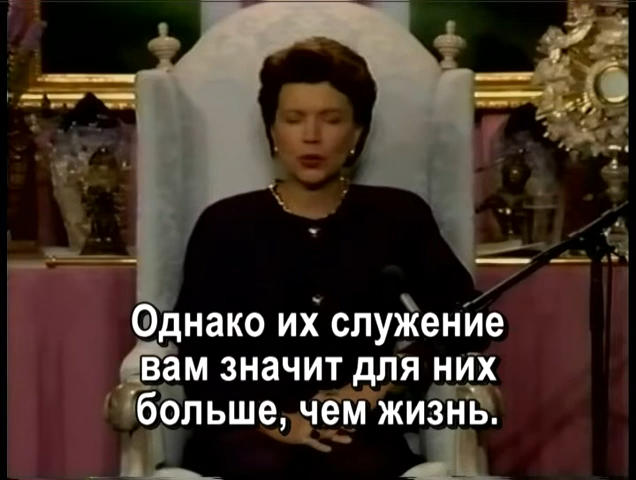 Однако их служение
вам значит для них
больше, чем жизнь.